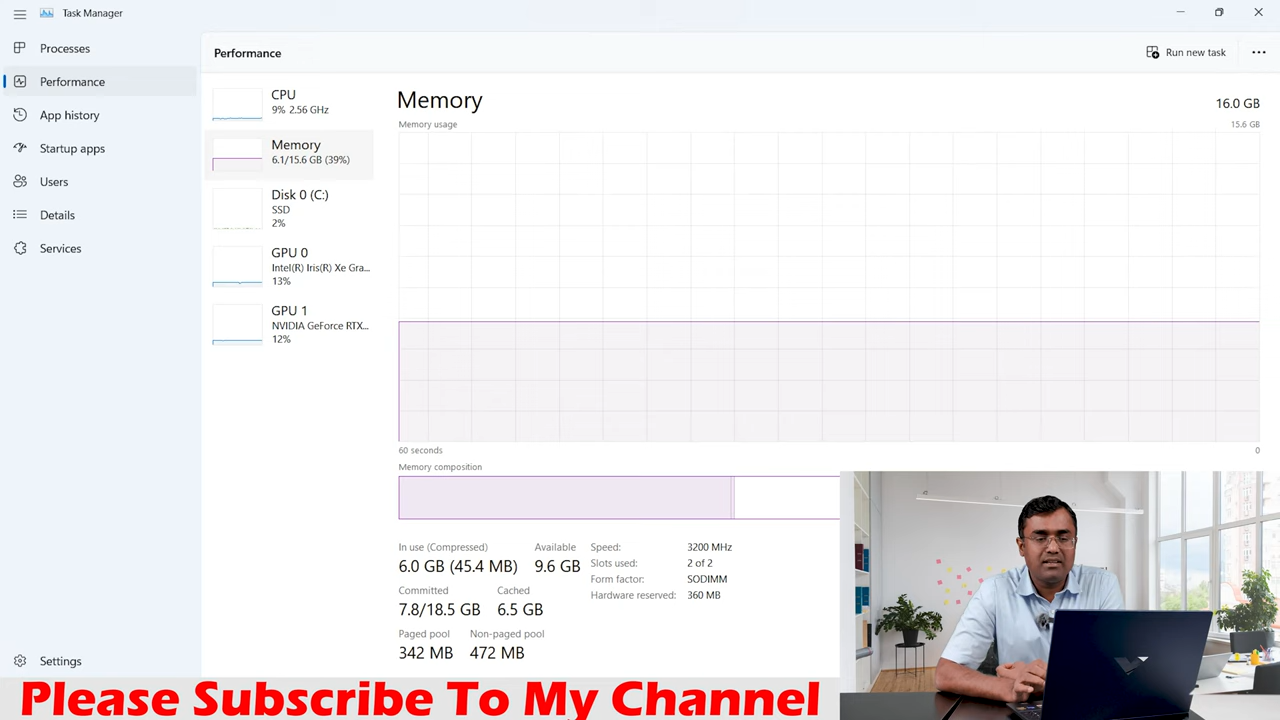 Task Manager
Processes
Performance
App history
Startup apps
Users
Details
Services
Settings
Performance
Run new task
CPU
9% 2.56 GHz
Memory
6.1/15.6 GB (39%)
Disk 0 (C:)
SSD
2%
GPU 0
Intel(R) Iris(R) Xe Gra...
13%
GPU 1
NVIDIA GeForce RTX...
12%
Memory
16.0 GB
Memory usage
15.6 GB
60 seconds
0
Memory composition
In use (Compressed)
6.0 GB (45.4 MB)
Available
9.6 GB
Committed
7.8/18.5 GB
Cached
6.5 GB
Paged pool
342 MB
Non-paged pool
472 MB
Speed: 3200 MHz
Slots used: 2 of 2
Form factor: SODIMM
Hardware reserved: 360 MB
Please Subscribe To My Channel